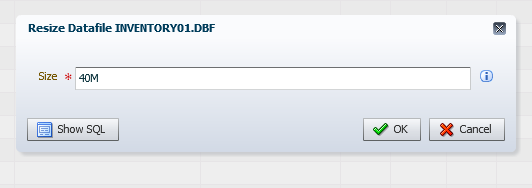 Resize Datafile INVENTORY01.DBF
Size * 40M
Show SQL OK Cancel